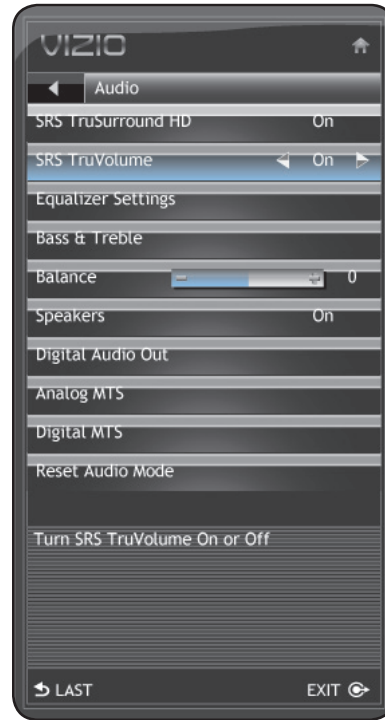 VIZIO
Audio
SRS TruSurround HD On
SRS TruVolume On
Equalizer Settings
Bass & Treble
Balance 0
Speakers On
Digital Audio Out
Analog MTS
Digital MTS
Reset Audio Mode
Turn SRS TruVolume On or Off
LAST EXIT